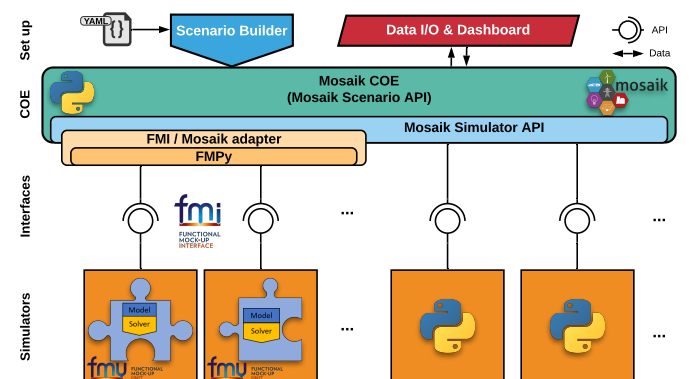 Set up
YAML
{}
Scenario Builder
Data I/O & Dashboard
API
Data
COE
Mosaik COE
(Mosaik Scenario API)
mosaik
Mosaik Simulator API
FMI / Mosaik adapter
FMPy
Interfaces
fmi
FUNCTIONAL
MOCK-UP
INTERFACE
...
...
Simulators
Model
Solver
fmu
FUNCTIONAL
MOCK-UP
Model
Solver
fmu
FUNCTIONAL
MOCK-UP
...
...